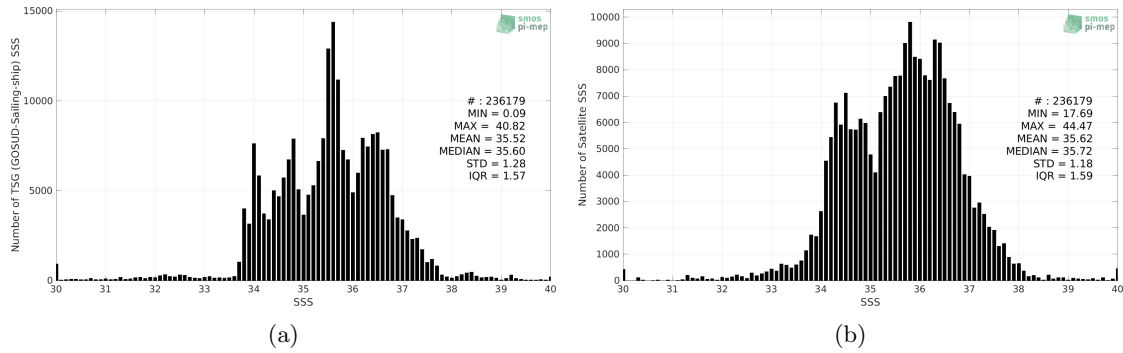 15000
10000
5000
0
30
31
32
33
34
35
36
37
38
39
40
SSS
Number of TSG (GOSUD-Sailing-ship) SSS
smos
pi-mep
# : 236179
MIN = 0.09
MAX = 40.82
MEAN = 35.52
MEDIAN = 35.60
STD = 1.28
IQR = 1.57
(a)
10000
9000
8000
7000
6000
5000
4000
3000
2000
1000
0
30
31
32
33
34
35
36
37
38
39
40
SSS
Number of Satellite SSS
smos
pi-mep
# : 236179
MIN = 17.69
MAX = 44.47
MEAN = 35.62
MEDIAN = 35.72
STD = 1.18
IQR = 1.59
(b)